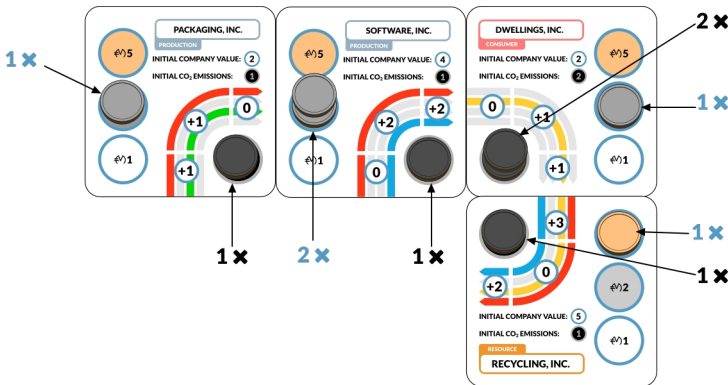 PACKAGING, INC.
PRODUCTION
INITIAL COMPANY VALUE: 2
INITIAL CO₂ EMISSIONS: 1
5
1
+1
0
+1
1 ×
1 ×
SOFTWARE, INC.
PRODUCTION
INITIAL COMPANY VALUE: 4
INITIAL CO₂ EMISSIONS: 1
5
1
+2
+2
0
2 ×
1 ×
DWELLINGS, INC.
CONSUMER
INITIAL COMPANY VALUE: 2
INITIAL CO₂ EMISSIONS: 2
5
1
0
+1
+1
2 ×
1 ×
+3
0
+2
2
1
1 ×
1 ×
INITIAL COMPANY VALUE: 5
INITIAL CO₂ EMISSIONS: 1
RESOURCE
RECYCLING, INC.